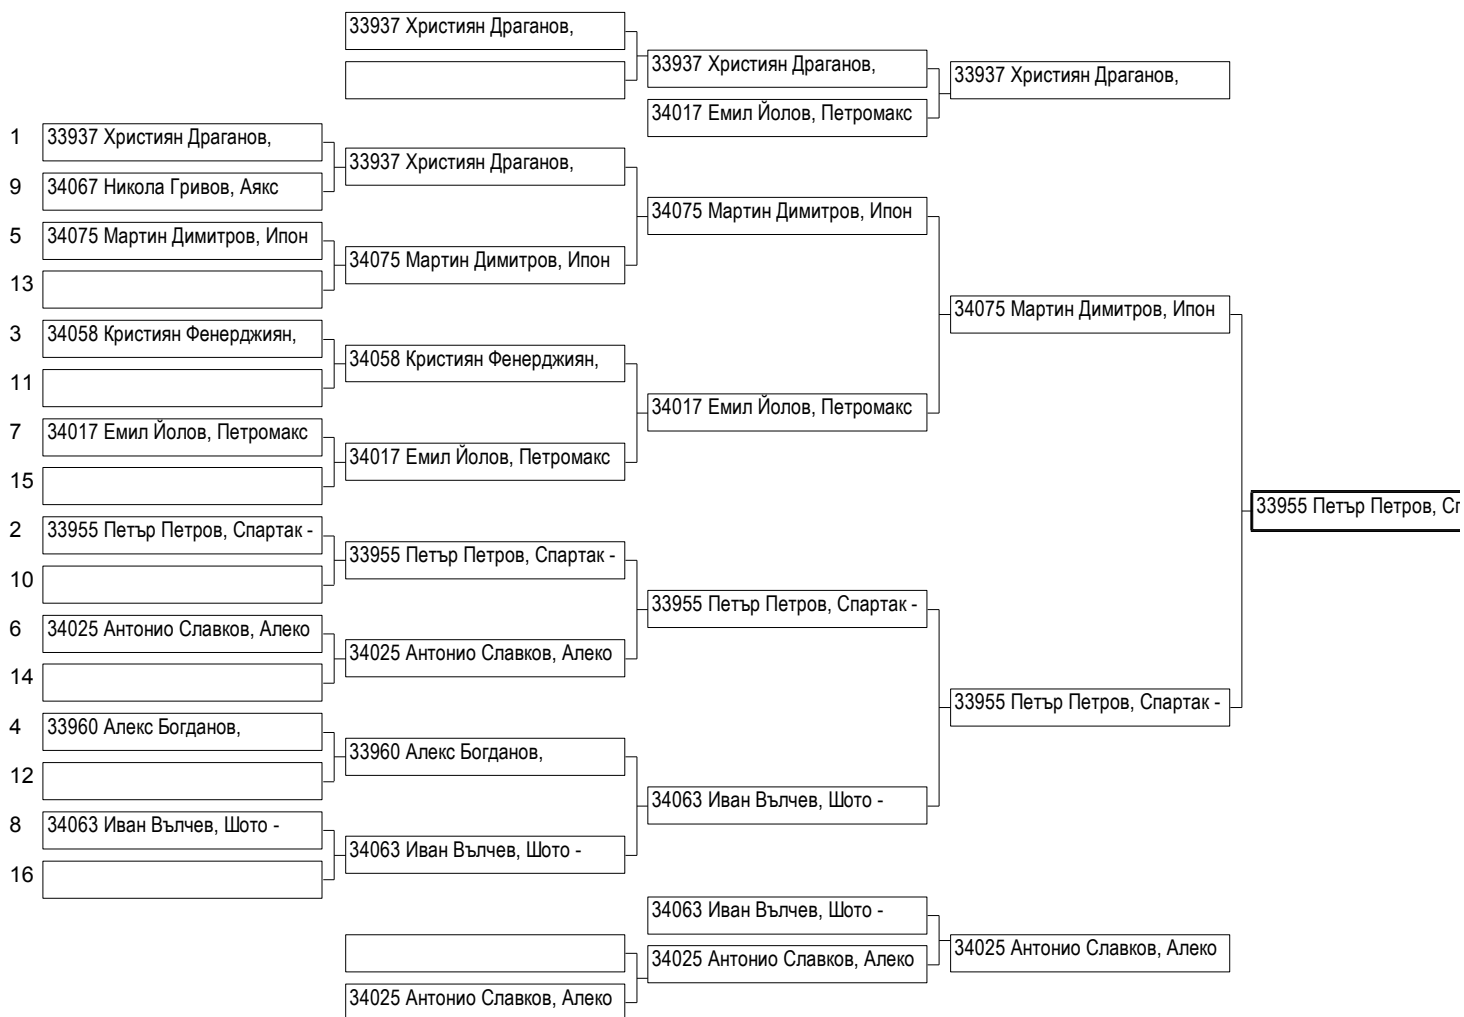 33937 Християн Драганов,
33937 Християн Драганов,
33937 Християн Драганов,
34017 Емил Йолов, Петромакс
1 33937 Християн Драганов,
33937 Християн Драганов,
9 34067 Никола Гривов, Аякс
34075 Мартин Димитров, Ипон
5 34075 Мартин Димитров, Ипон
34075 Мартин Димитров, Ипон
13
34075 Мартин Димитров, Ипон
3 34058 Кристиян Фенерджиян,
34058 Кристиян Фенерджиян,
11
34017 Емил Йолов, Петромакс
7 34017 Емил Йолов, Петромакс
34017 Емил Йолов, Петромакс
15
33955 Петър Петров, Сп
2 33955 Петър Петров, Спартак -
33955 Петър Петров, Спартак -
10
33955 Петър Петров, Спартак -
6 34025 Антонио Славков, Алеко
34025 Антонио Славков, Алеко
14
33955 Петър Петров, Спартак -
4 33960 Алекс Богданов,
33960 Алекс Богданов,
12
34063 Иван Вълчев, Шото -
8 34063 Иван Вълчев, Шото -
34063 Иван Вълчев, Шото -
16
34063 Иван Вълчев, Шото -
34025 Антонио Славков, Алеко
34025 Антонио Славков, Алеко
34025 Антонио Славков, Алеко